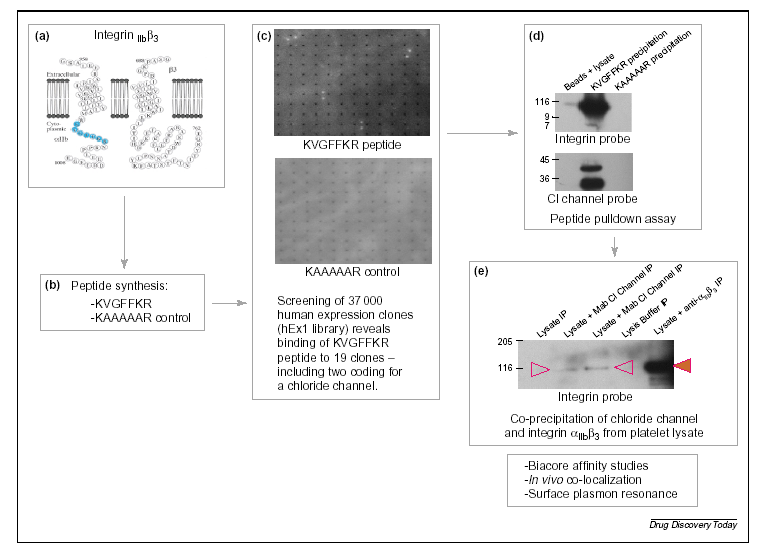 (a)
Integrin IIbβ3
Extracellular
β3
Cyto-
plasmic
αIIb
(b) Peptide synthesis:
-KVGFFKR
-KAAAAAR control
(c)
KVGFFKR peptide
KAAAAAR control
Screening of 37 000
human expression clones
(hEx1 library) reveals
binding of KVGFFKR
peptide to 19 clones –
including two coding for
a chloride channel.
(d)
Beads + lysate
KVGFFKR precipitation
KAAAAAR precipitation
116
9
7
Integrin probe
45
36
Cl channel probe
Peptide pulldown assay
(e)
Lysate IP
Lysate + Mab Cl Channel IP
Lysate + Mab Cl Channel IP
Lysis Buffer IP
Lysate + anti-αIIbβ3 IP
205
116
Integrin probe
Co-precipitation of chloride channel
and integrin αIIbβ3 from platelet lysate
-Biacore affinity studies
-In vivo co-localization
-Surface plasmon resonance
Drug Discovery Today